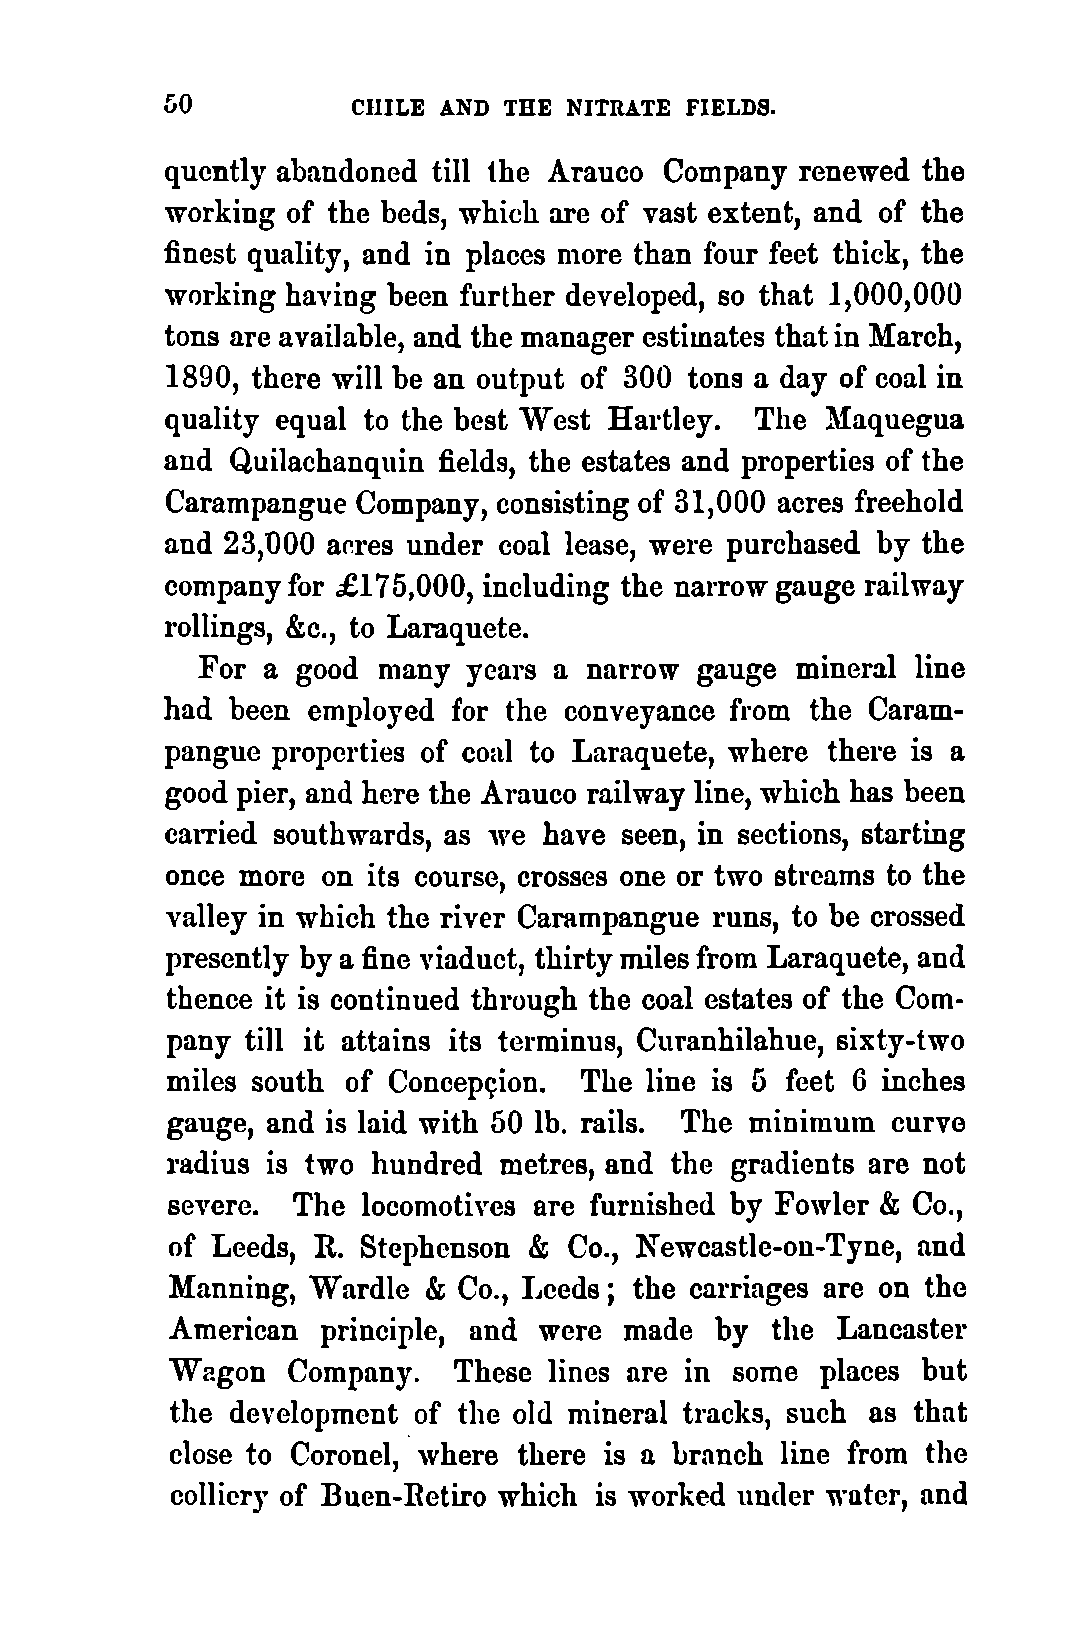 50 CHILE AND THE NITRATE FIELDS.
quently abandoned till the Arauco Company renewed the
working of the beds, which are of vast extent, and of the
finest quality, and in places more than four feet thick, the
working having been further developed, so that 1,000,000
tons are available, and the manager estimates that in March,
1890, there will be an output of 300 tons a day of coal in
quality equal to the best West Hartley. The Maquegua
and Quilachanquin fields, the estates and properties of the
Carampangue Company, consisting of 31,000 acres freehold
and 23,000 acres under coal lease, were purchased by the
company for £175,000, including the narrow gauge railway
rollings, &c., to Laraquete.
For a good many years a narrow gauge mineral line
had been employed for the conveyance from the Caram-
pangue properties of coal to Laraquete, where there is a
good pier, and here the Arauco railway line, which has been
carried southwards, as we have seen, in sections, starting
once more on its course, crosses one or two streams to the
valley in which the river Carampangue runs, to be crossed
presently by a fine viaduct, thirty miles from Laraquete, and
thence it is continued through the coal estates of the Com-
pany till it attains its terminus, Curanhilahue, sixty-two
miles south of Concepçion. The line is 5 feet 6 inches
gauge, and is laid with 50 lb. rails. The minimum curve
radius is two hundred metres, and the gradients are not
severe. The locomotives are furnished by Fowler & Co.,
of Leeds, R. Stephenson & Co., Newcastle-on-Tyne, and
Manning, Wardle & Co., Leeds; the carriages are on the
American principle, and were made by the Lancaster
Wagon Company. These lines are in some places but
the development of the old mineral tracks, such as that
close to Coronel, where there is a branch line from the
colliery of Buen-Retiro which is worked under water, and